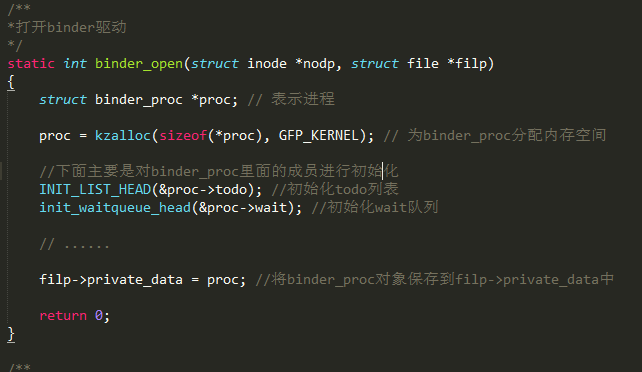 /**
*打开binder驱动
*/
static int binder_open(struct inode *nodp, struct file *filp)
{
    struct binder_proc *proc; // 表示进程
    proc = kzalloc(sizeof(*proc), GFP_KERNEL); // 为binder_proc分配内存空间
    //下面主要是对binder_proc里面的成员进行初始化
    INIT_LIST_HEAD(&proc->todo); //初始化todo列表
    init_waitqueue_head(&proc->wait); //初始化wait队列
    // ......
    filp->private_data = proc; //将binder_proc对象保存到filp->private_data中
    return 0;
}
/**